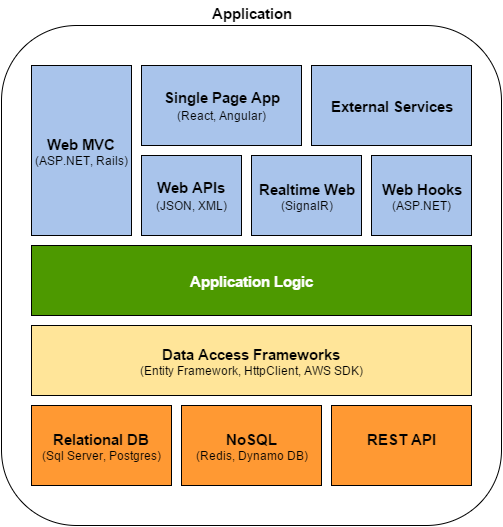 Application
Single Page App
(React, Angular)
External Services
Web MVC
(ASP.NET, Rails)
Web APIs
(JSON, XML)
Realtime Web
(SignalR)
Web Hooks
(ASP.NET)
Application Logic
Data Access Frameworks
(Entity Framework, HttpClient, AWS SDK)
Relational DB
(Sql Server, Postgres)
NoSQL
(Redis, Dynamo DB)
REST API